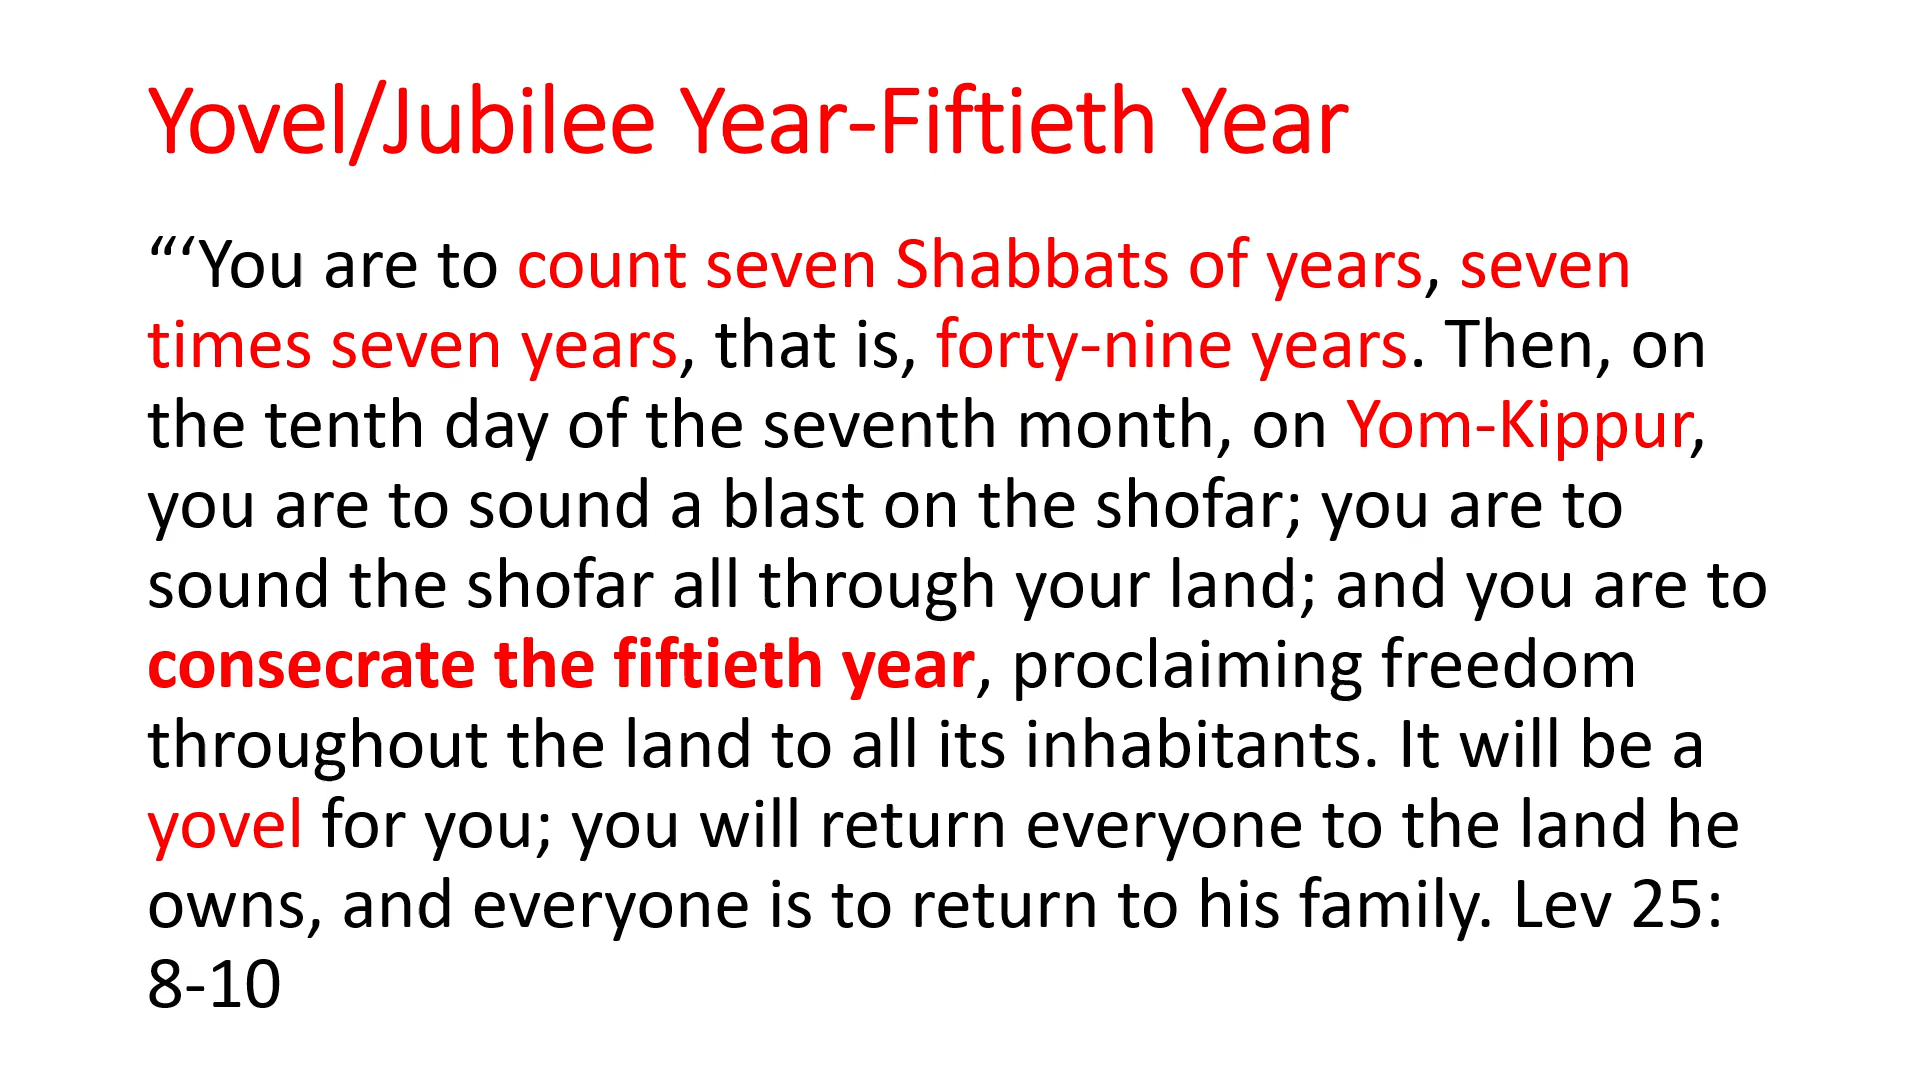 Yovel/Jubilee Year-Fiftieth Year
“‘You are to count seven Shabbats of years, seven
times seven years, that is, forty-nine years. Then, on
the tenth day of the seventh month, on Yom-Kippur,
you are to sound a blast on the shofar; you are to
sound the shofar all through your land; and you are to
consecrate the fiftieth year, proclaiming freedom
throughout the land to all its inhabitants. It will be a
yovel for you; you will return everyone to the land he
owns, and everyone is to return to his family. Lev 25:
8-10